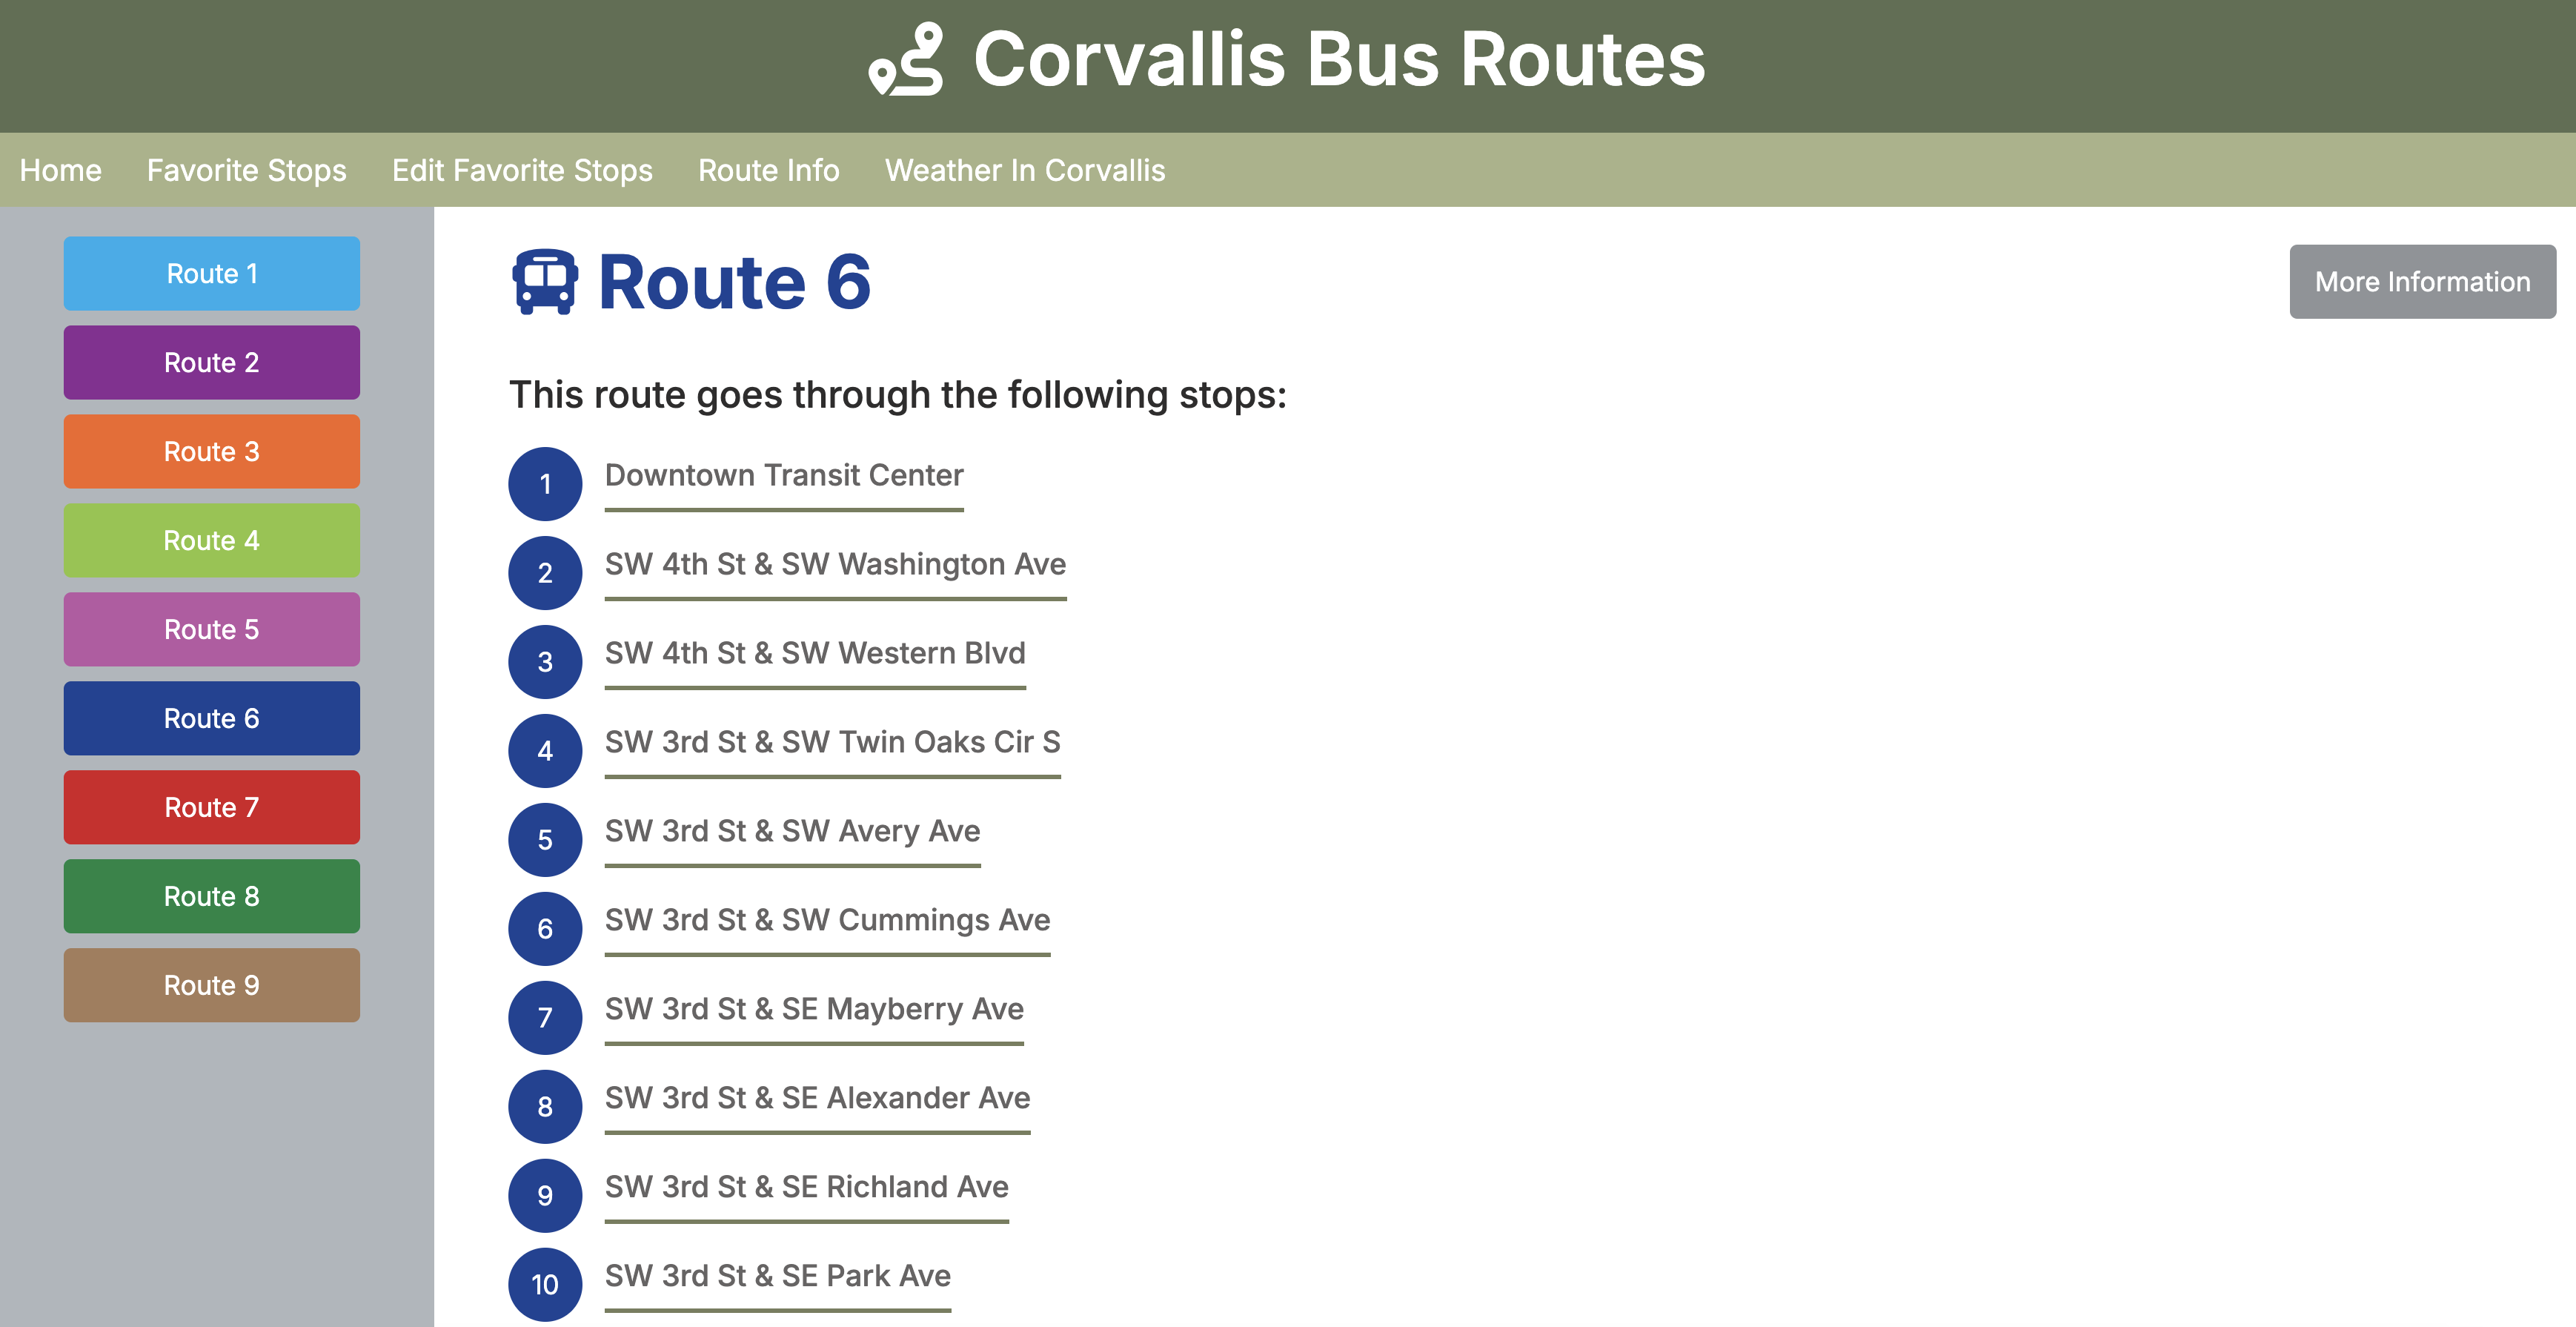 Corvallis Bus Routes
Home Favorite Stops Edit Favorite Stops Route Info Weather In Corvallis
Route 1
Route 2
Route 3
Route 4
Route 5
Route 6
Route 7
Route 8
Route 9
Route 6
More Information
This route goes through the following stops:
1 Downtown Transit Center
2 SW 4th St & SW Washington Ave
3 SW 4th St & SW Western Blvd
4 SW 3rd St & SW Twin Oaks Cir S
5 SW 3rd St & SW Avery Ave
6 SW 3rd St & SW Cummings Ave
7 SW 3rd St & SE Mayberry Ave
8 SW 3rd St & SE Alexander Ave
9 SW 3rd St & SE Richland Ave
10 SW 3rd St & SE Park Ave